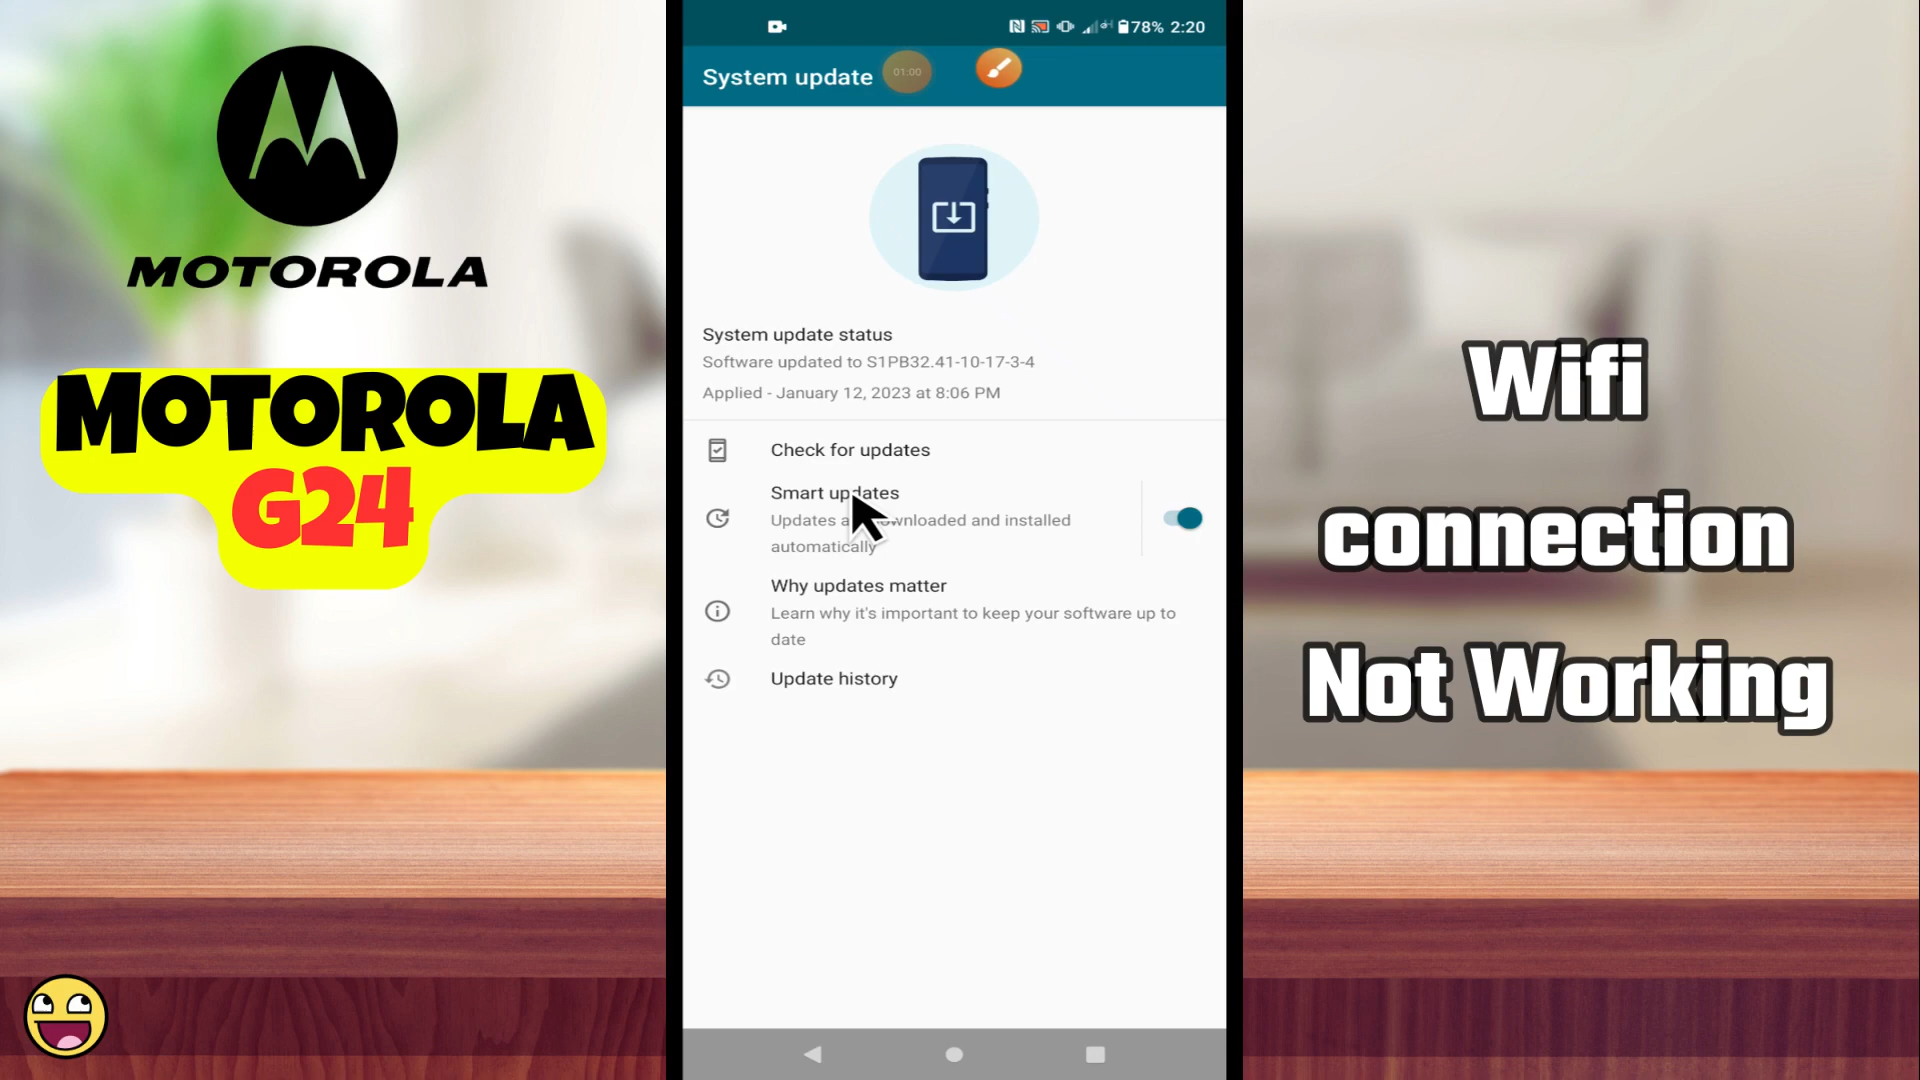 MOTOROLA
MOTOROLA
G24
78% 2:20
System update
01:00
System update status
Software updated to S1PB32.41-10-17-3-4
Applied - January 12, 2023 at 8:06 PM
Check for updates
Smart updates
Updates downloaded and installed
automatically
Why updates matter
Learn why it's important to keep your software up to
date
Update history
Wifi
connection
Not Working